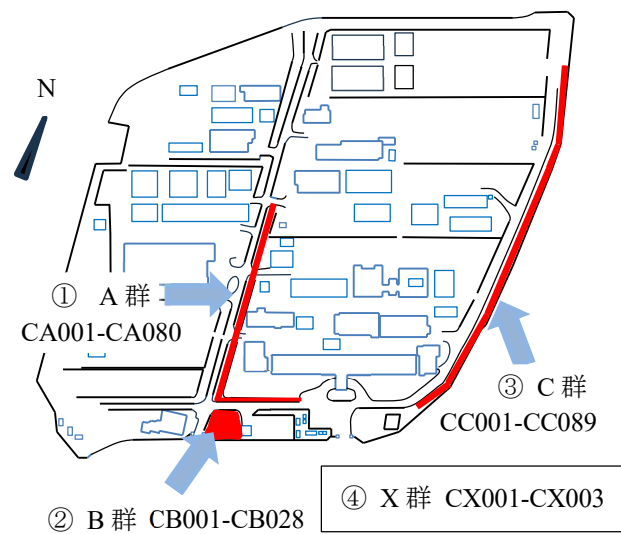 N
① A 群
CA001-CA080
③ C 群
CC001-CC089
④ X 群 CX001-CX003
② B 群 CB001-CB028